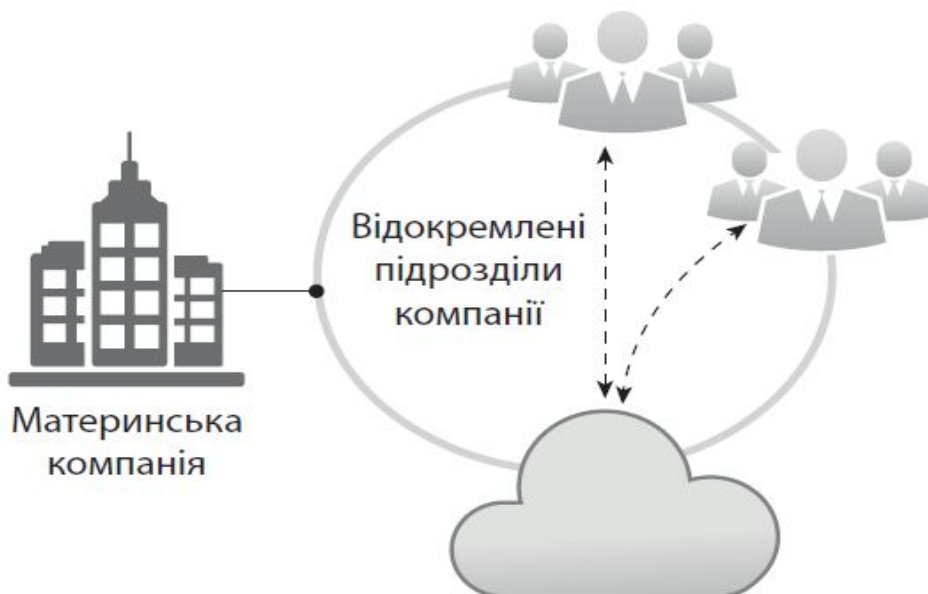 Відокремлені
підрозділи
компанії
Материнська
компанія